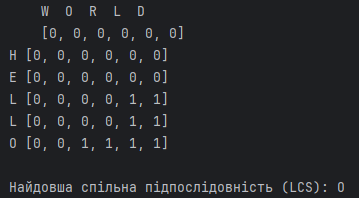 W O R L D
[0, 0, 0, 0, 0, 0]
H [0, 0, 0, 0, 0, 0]
E [0, 0, 0, 0, 0, 0]
L [0, 0, 0, 0, 1, 1]
L [0, 0, 0, 0, 1, 1]
O [0, 0, 1, 1, 1, 1]
Найдовша спільна підпослідовність (LCS): O